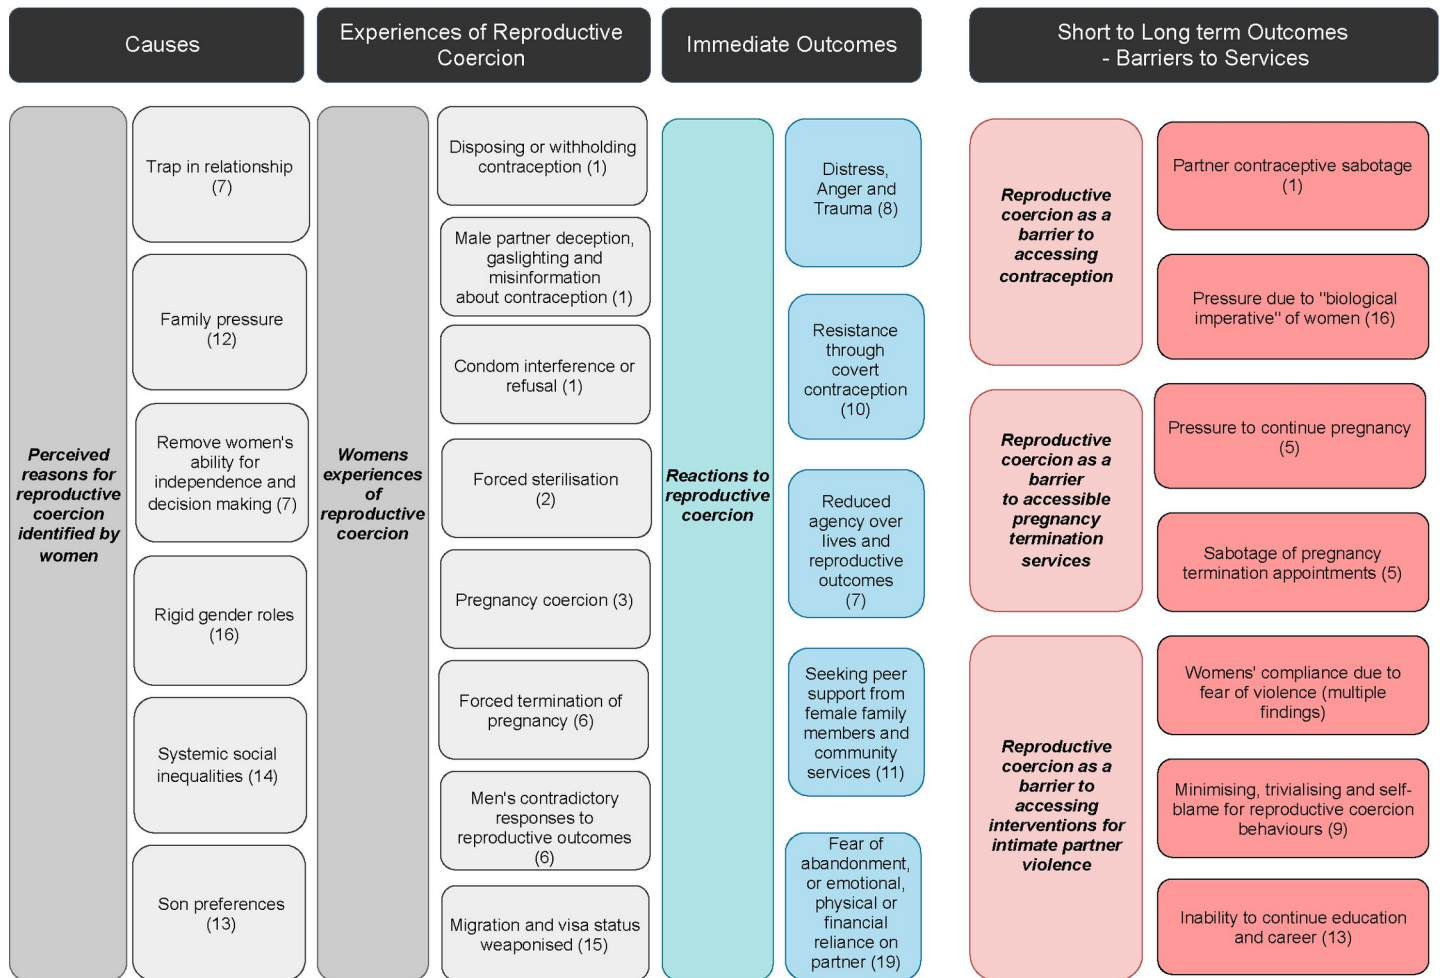 Causes
Experiences of Reproductive
Coercion
Immediate Outcomes
Short to Long term Outcomes
- Barriers to Services
Perceived
reasons for
reproductive
coercion
identified by
women
Trap in relationship
(7)
Family pressure
(12)
Remove women's
ability for
independence and
decision making (7)
Rigid gender roles
(16)
Systemic social
inequalities (14)
Son preferences
(13)
Womens
experiences
of
reproductive
coercion
Disposing or withholding
contraception (1)
Male partner deception,
gaslighting and
misinformation
about contraception (1)
Condom interference or
refusal (1)
Forced sterilisation
(2)
Pregnancy coercion (3)
Forced termination of
pregnancy (6)
Men's contradictory
responses to
reproductive outcomes
(6)
Migration and visa status
weaponised (15)
Reactions to
reproductive
coercion
Distress,
Anger and
Trauma (8)
Resistance
through
covert
contraception
(10)
Reduced
agency over
lives and
reproductive
outcomes
(7)
Seeking peer
support from
female family
members and
community
services (11)
Fear of
abandonment,
or emotional,
physical or
financial
reliance on
partner (19)
Reproductive
coercion as a
barrier to
accessing
contraception
Partner contraceptive sabotage
(1)
Pressure due to "biological
imperative" of women (16)
Reproductive
coercion as a
barrier
to accessible
pregnancy
termination
services
Pressure to continue pregnancy
(5)
Sabotage of pregnancy
termination appointments (5)
Reproductive
coercion as a
barrier to
accessing
interventions for
intimate partner
violence
Womens' compliance due to
fear of violence (multiple
findings)
Minimising, trivialising and self-
blame for reproductive coercion
behaviours (9)
Inability to continue education
and career (13)